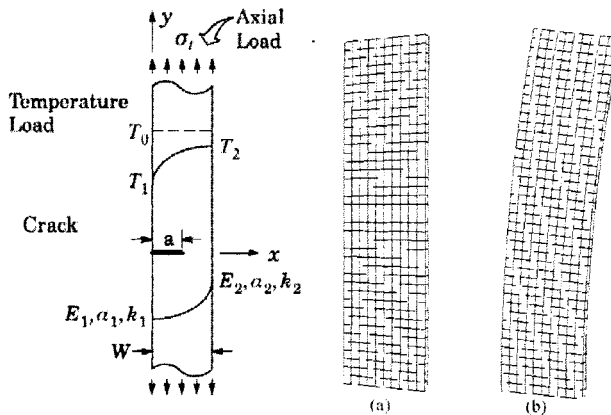 y
Axial
Load
σt
Temperature
Load
T0
T2
T1
Crack
a
x
E2, α2, k2
E1, α1, k1
W
(a)
(b)